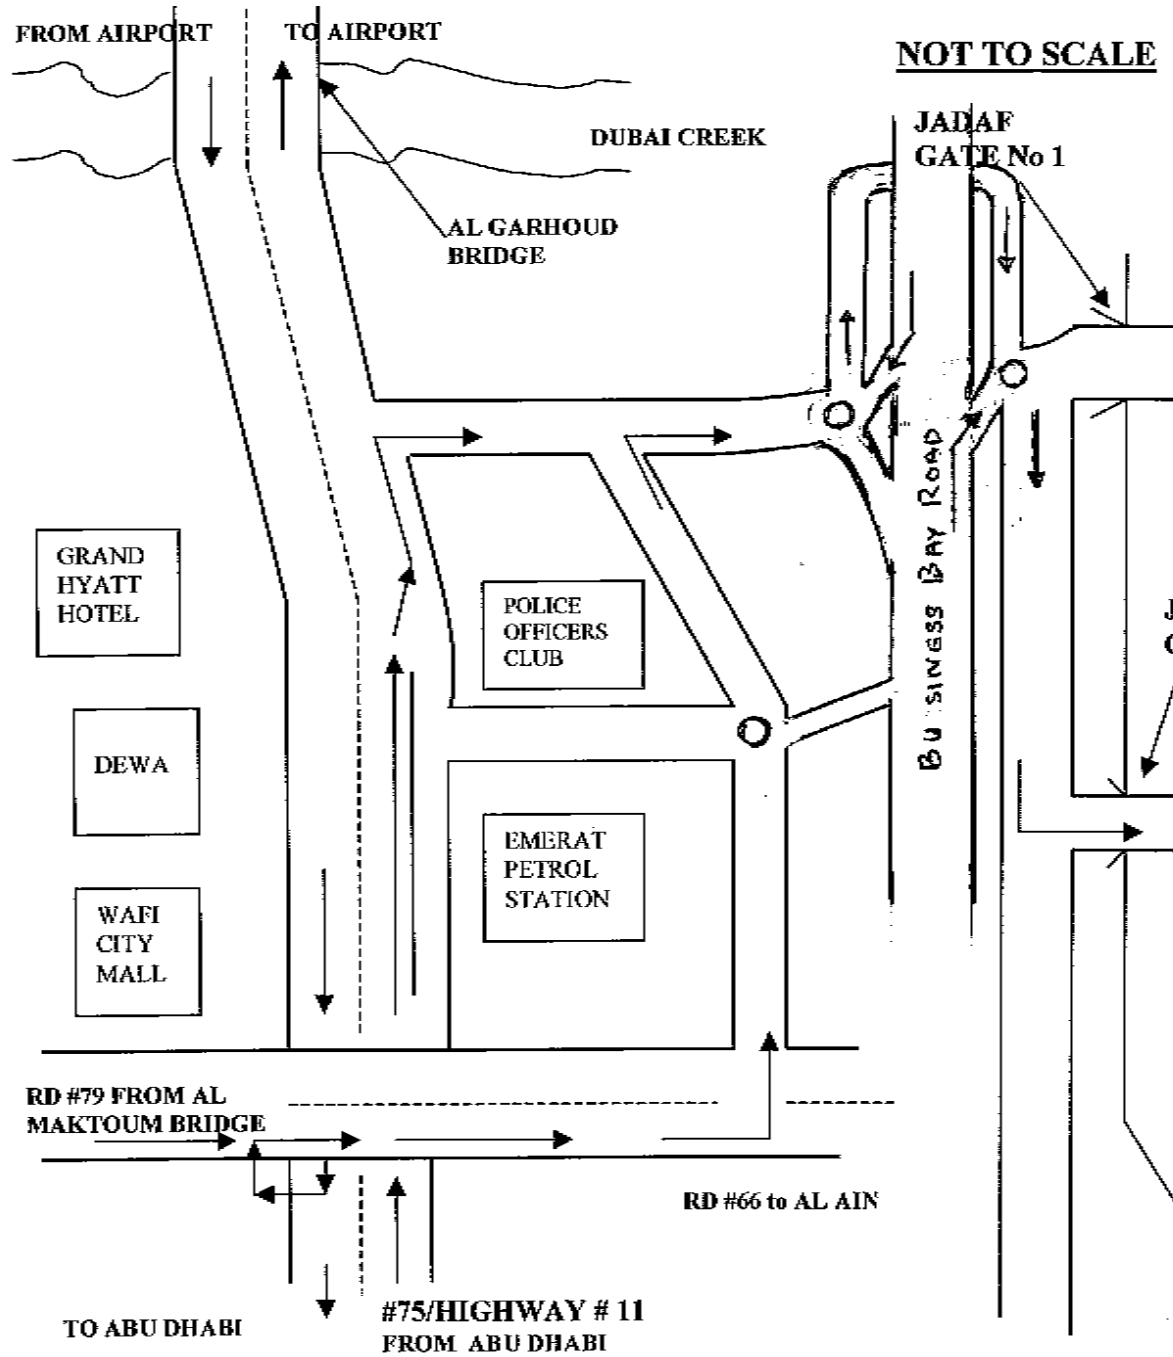 FROM AIRPORT
TO AIRPORT
NOT TO SCALE
JADAF
GATE No 1
DUBAI CREEK
AL GARHOUD
BRIDGE
BUSINESS BAY ROAD
GRAND
HYATT
HOTEL
POLICE
OFFICERS
CLUB
DEWA
EMERAT
PETROL
STATION
WAFI
CITY
MALL
RD #79 FROM AL
MAKTOUM BRIDGE
RD #66 to AL AIN
#75/HIGHWAY # 11
FROM ABU DHABI
TO ABU DHABI